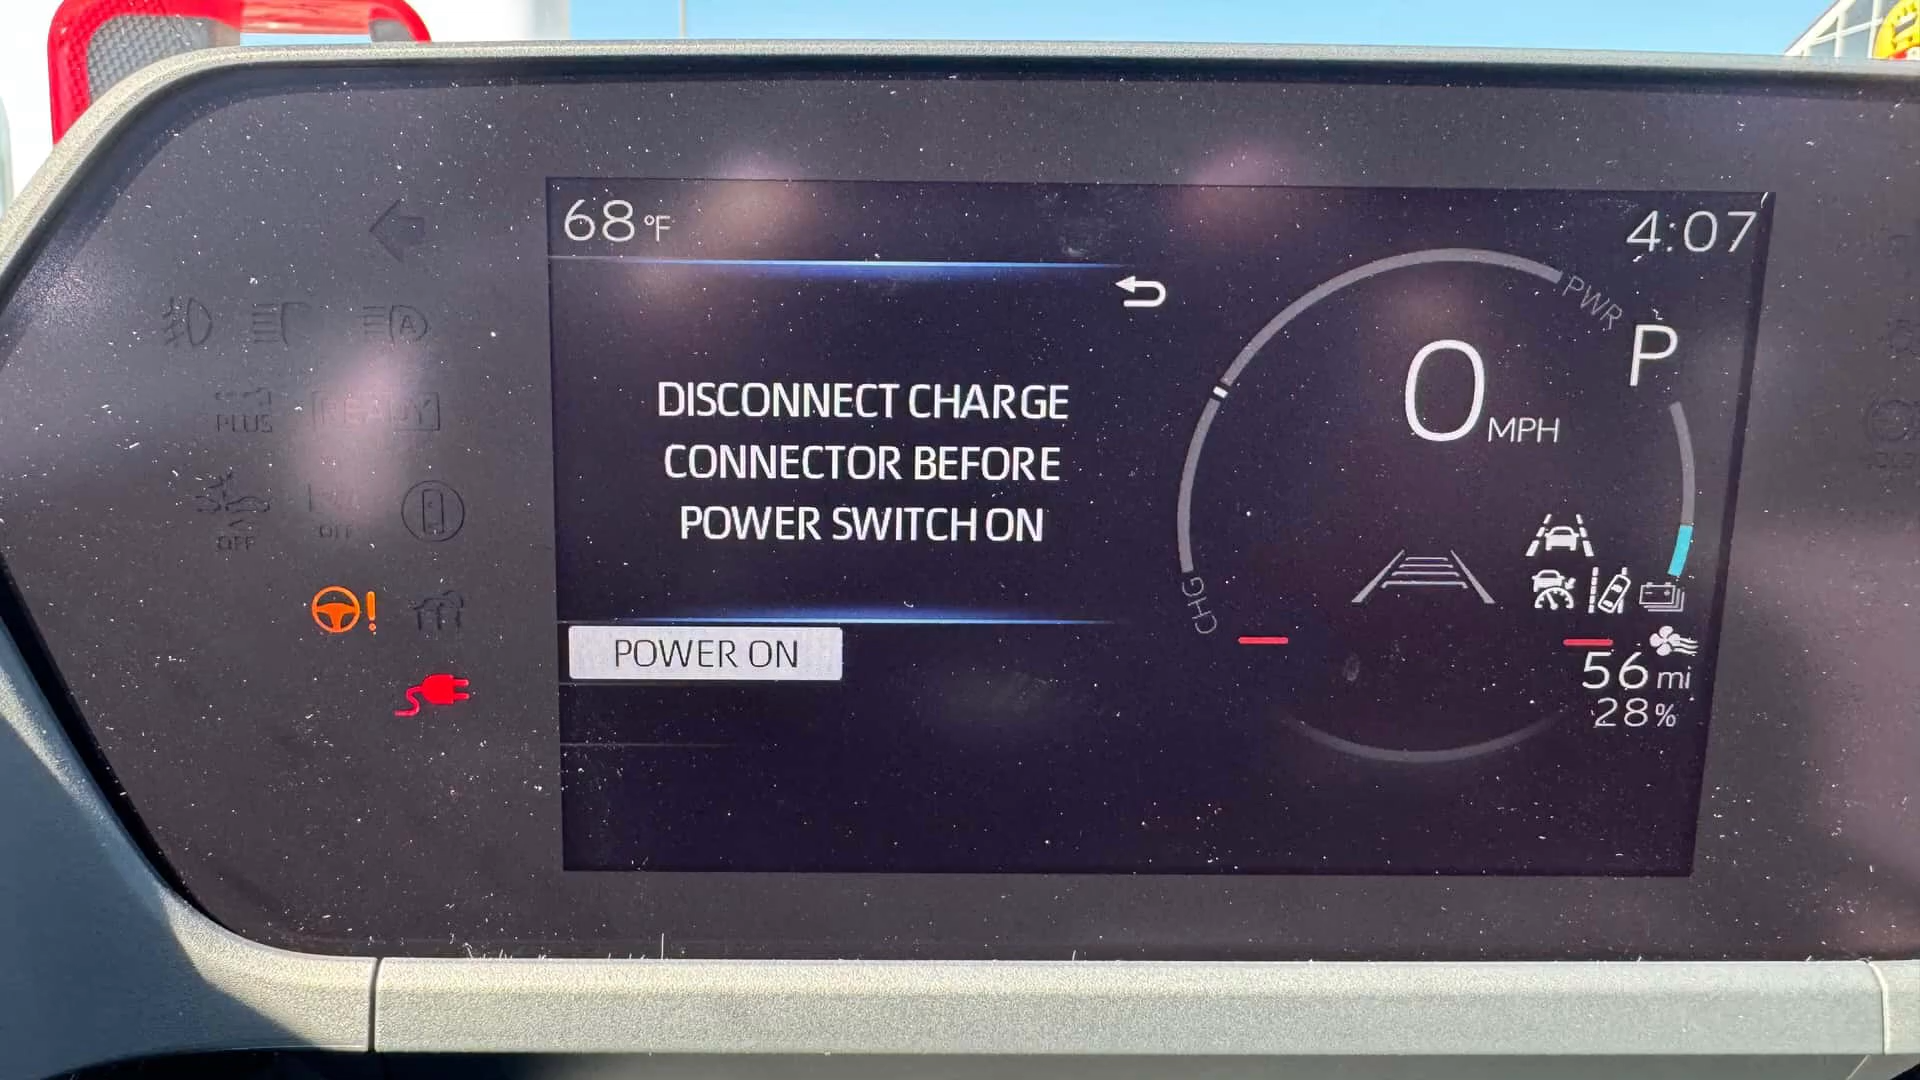 68°F
4:07
PWR
P
DISCONNECT CHARGE
CONNECTOR BEFORE
POWER SWITCH ON
0 MPH
A
PLUS
READY
OFF
OFF
CHG
POWER ON
56 mi
28%